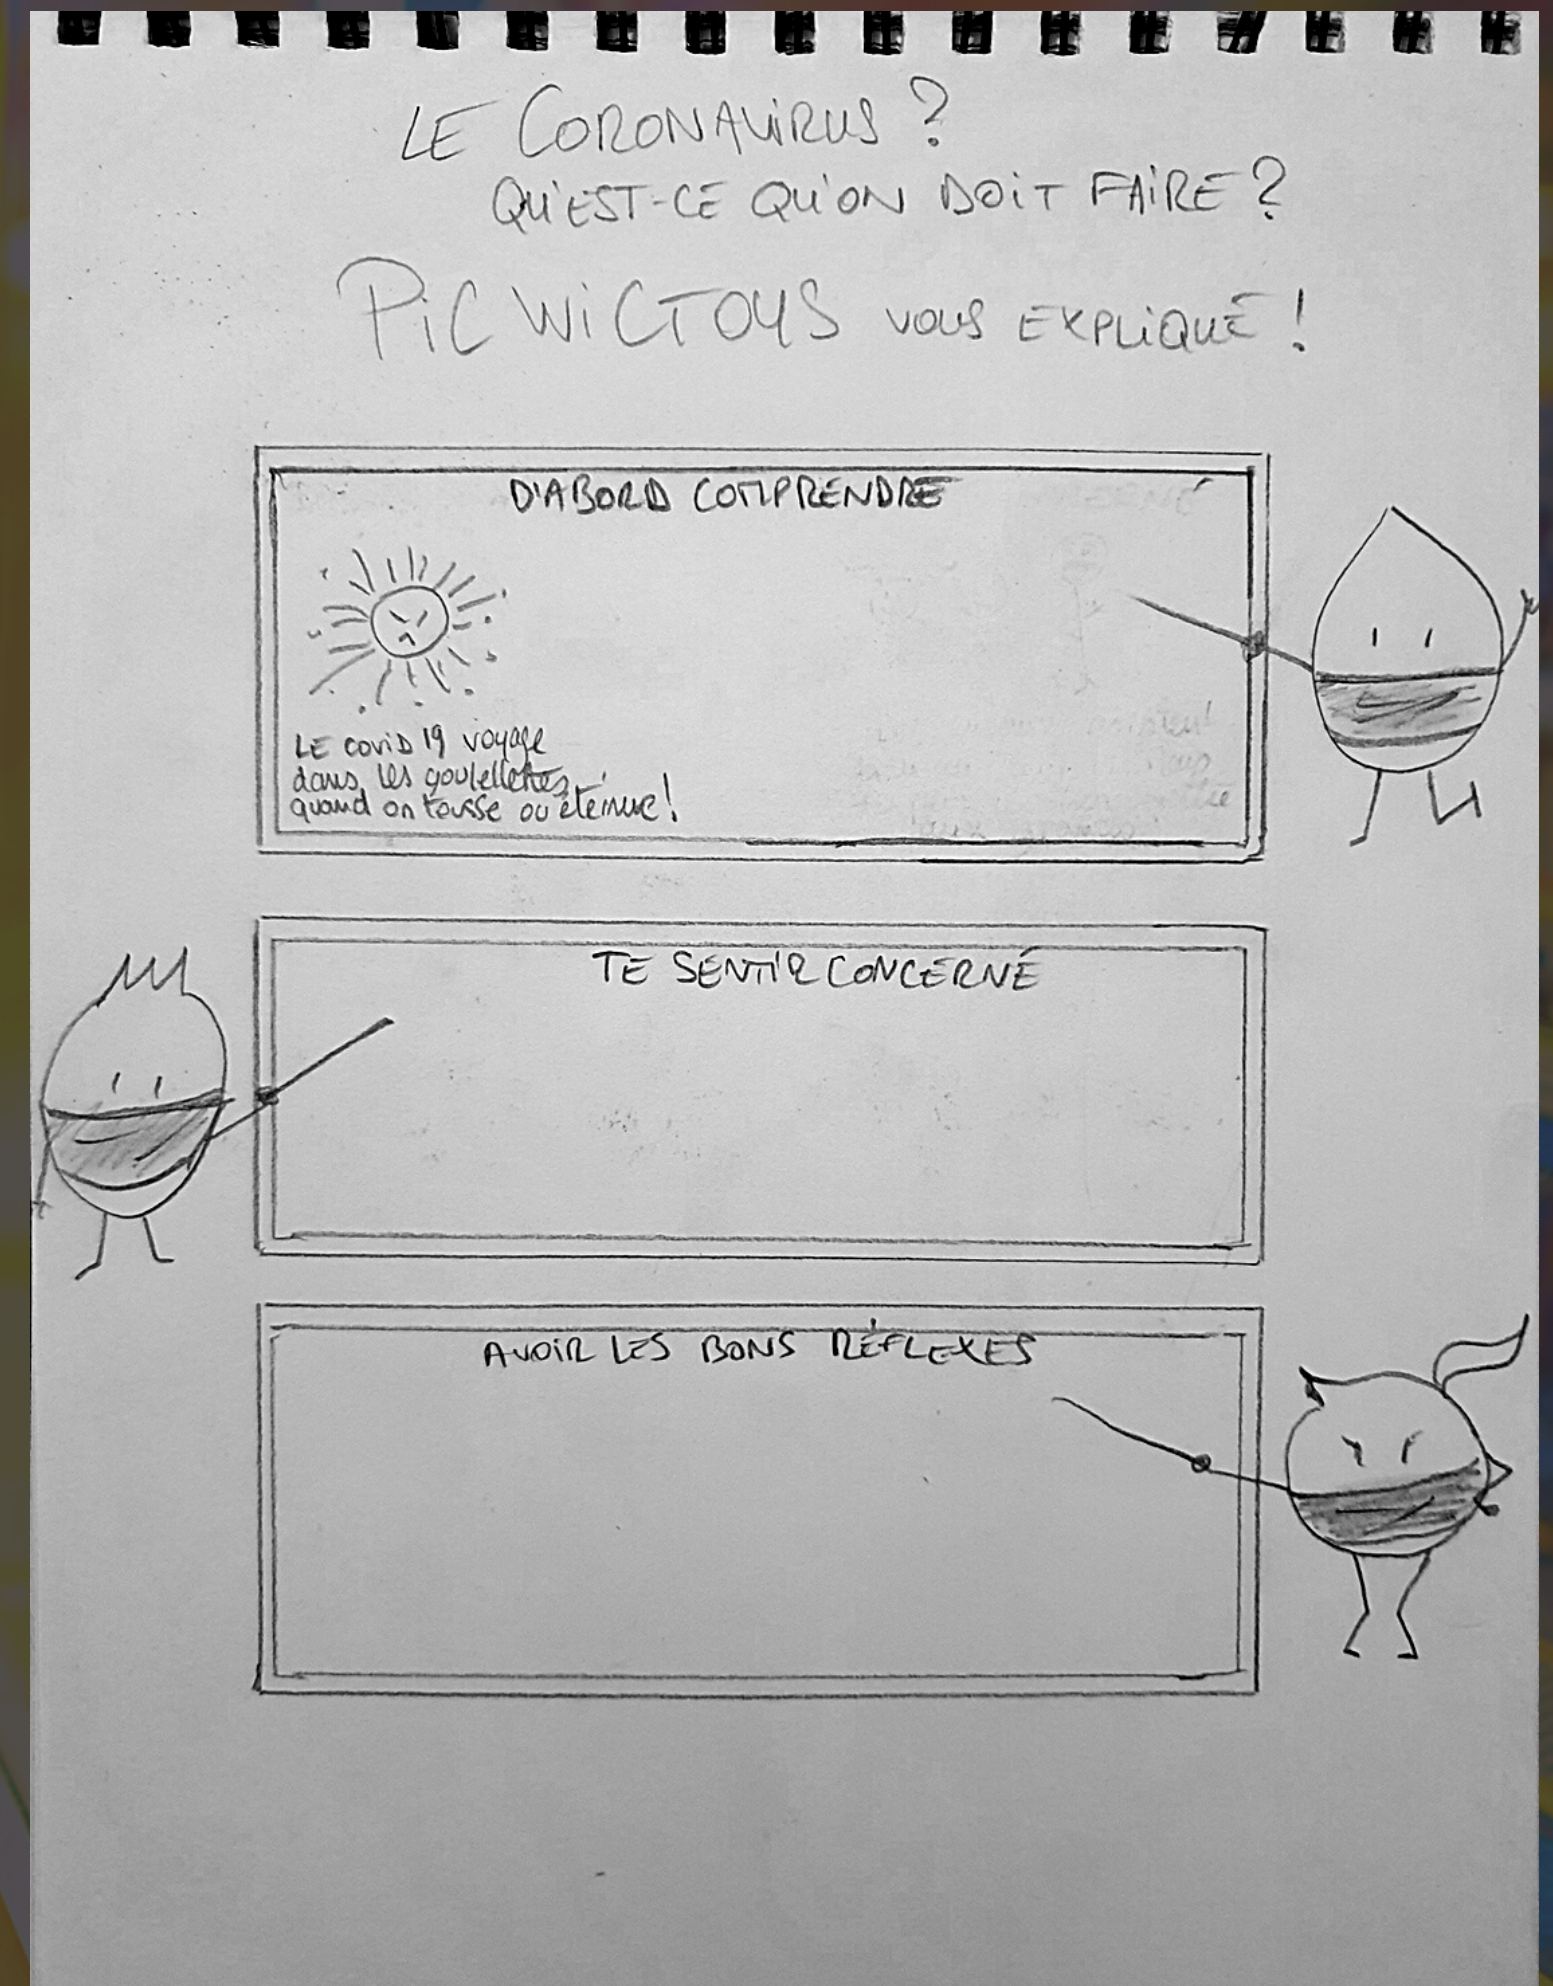 LE CORONAVIRUS ?
QU'EST-CE QU'ON DOIT FAIRE ?
PICWICTOYS VOUS EXPLIQUE !
D'ABORD COMPRENDRE
LE COVID 19 voyage
dans les goutelettes
quand on tousse ou éternue !
TE SENTIR CONCERNÉ
AVOIR LES BONS RÉFLEXES